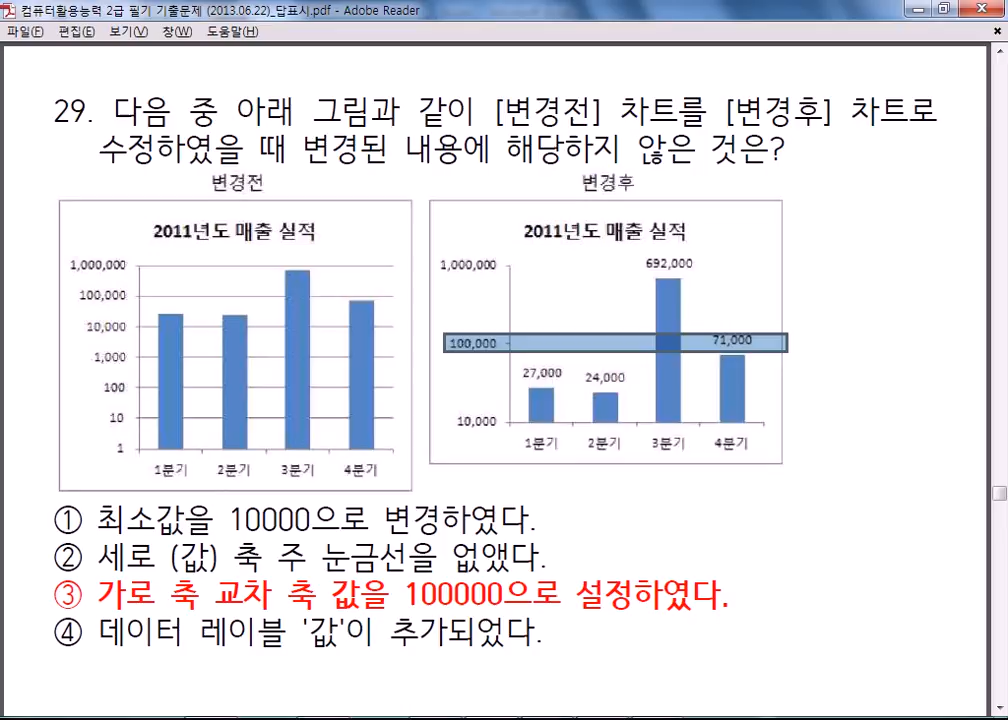 컴퓨터활용능력 2급 필기 기출문제 (2013.06.22)_답표시.pdf - Adobe Reader
파일(F) 편집(E) 보기(V) 창(W) 도움말(H)
29. 다음 중 아래 그림과 같이 [변경전] 차트를 [변경후] 차트로
수정하였을 때 변경된 내용에 해당하지 않은 것은?
변경전
2011년도 매출 실적
1,000,000
100,000
10,000
1,000
100
10
1
1분기 2분기 3분기 4분기
변경후
2011년도 매출 실적
1,000,000
692,000
100,000
71,000
27,000
24,000
10,000
1분기 2분기 3분기 4분기
① 최소값을 10000으로 변경하였다.
② 세로 (값) 축 주 눈금선을 없앴다.
③ 가로 축 교차 축 값을 100000으로 설정하였다.
④ 데이터 레이블 '값'이 추가되었다.